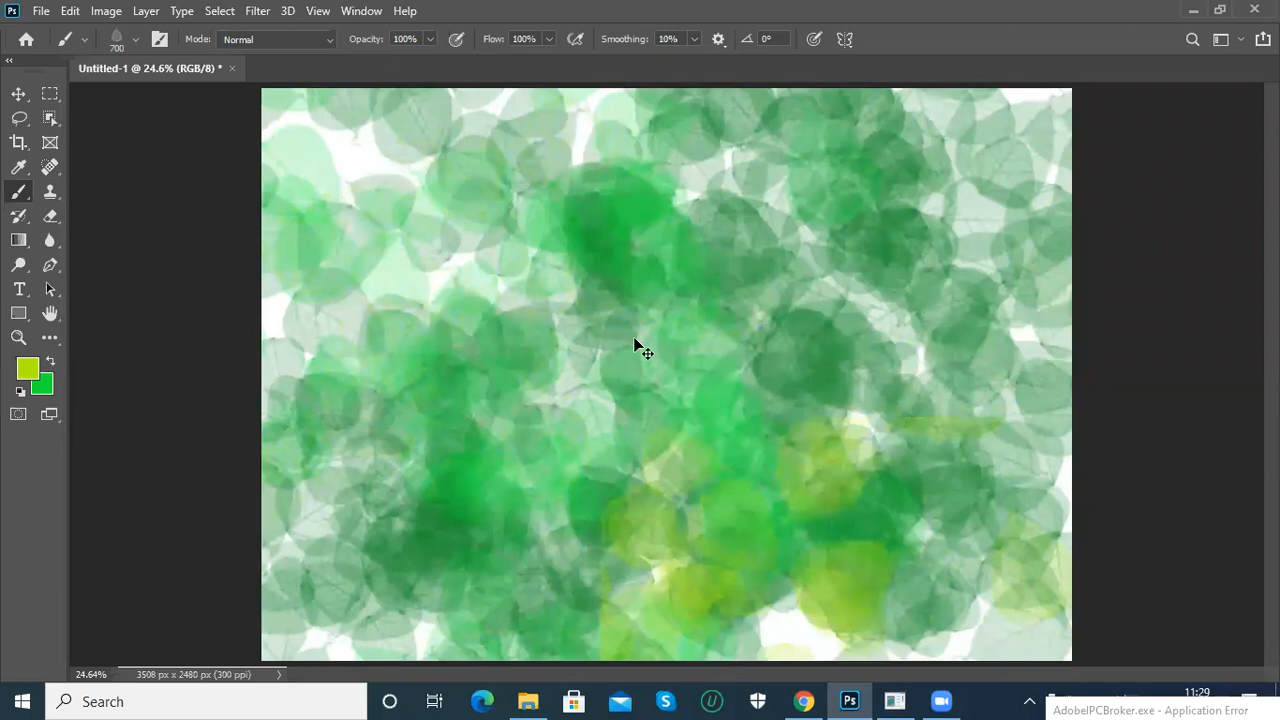 Ps File Edit Image Layer Type Select Filter 3D View Window Help
700 Mode: Normal Opacity: 100% Flow: 100% Smoothing: 10% 0°
Untitled-1 @ 24.6% (RGB/8) * ×
24.64% 3508 px x 2480 px (300 ppi)
Search Ps 11:29
AdobeIPCBroker.exe - Application Error